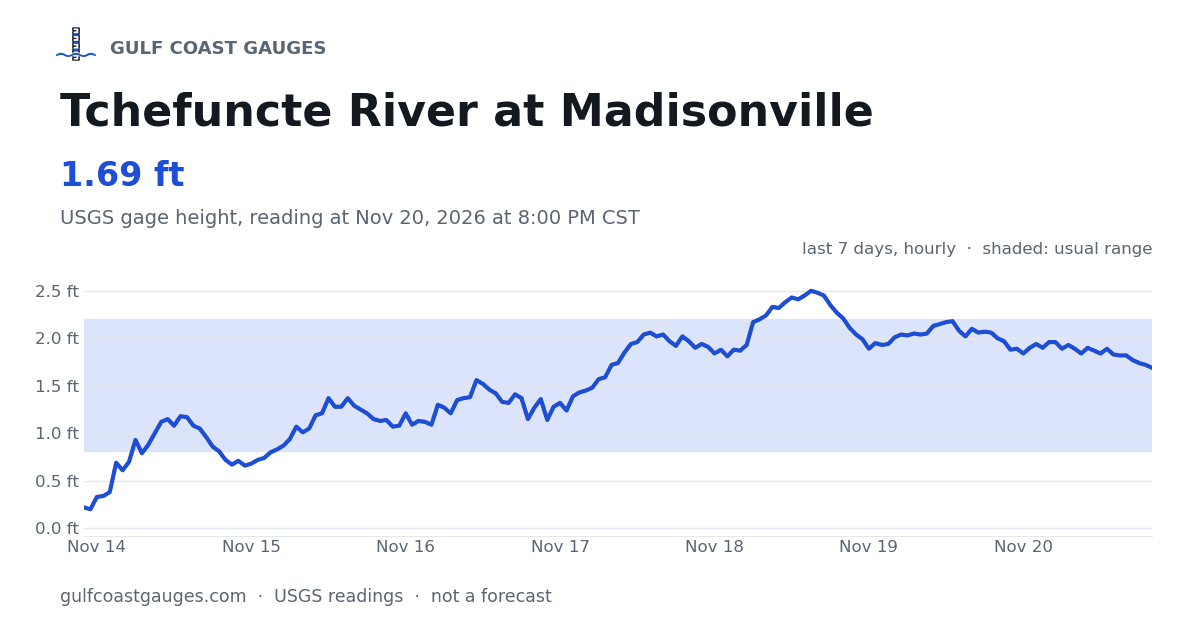 GULF COAST GAUGES
Tchefuncte River at Madisonville
1.69 ft
USGS gage height, reading at Nov 20, 2026 at 8:00 PM CST
last 7 days, hourly · shaded: usual range
2.5 ft
2.0 ft
1.5 ft
1.0 ft
0.5 ft
0.0 ft
Nov 14 Nov 15 Nov 16 Nov 17 Nov 18 Nov 19 Nov 20
gulfcoastgauges.com · USGS readings · not a forecast